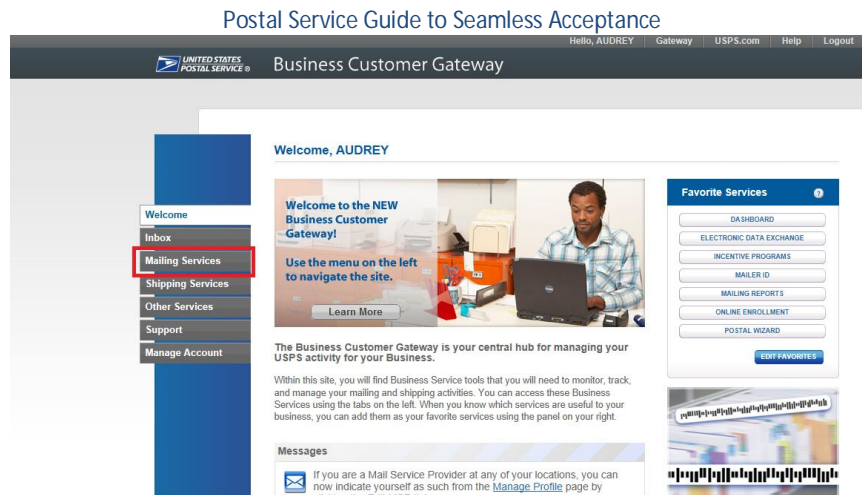 Postal Service Guide to Seamless Acceptance
Hello, AUDREY Gateway USPS.com Help Logout
UNITED STATES
POSTAL SERVICE ®
Business Customer Gateway
Welcome, AUDREY
Welcome
Inbox
Mailing Services
Shipping Services
Other Services
Support
Manage Account
Welcome to the NEW
Business Customer
Gateway!
Use the menu on the left
to navigate the site.
Learn More
The Business Customer Gateway is your central hub for managing your
USPS activity for your Business.
Within this site, you will find Business Service tools that you will need to monitor, track,
and manage your mailing and shipping activities. You can access these Business
Services using the tabs on the left. When you know which services are useful to your
business, you can add them as your favorite services using the panel on your right.
Messages
If you are a Mail Service Provider at any of your locations, you can
now indicate yourself as such from the Manage Profile page by
Favorite Services ?
DASHBOARD
ELECTRONIC DATA EXCHANGE
INCENTIVE PROGRAMS
MAILER ID
MAILING REPORTS
ONLINE ENROLLMENT
POSTAL WIZARD
EDIT FAVORITES